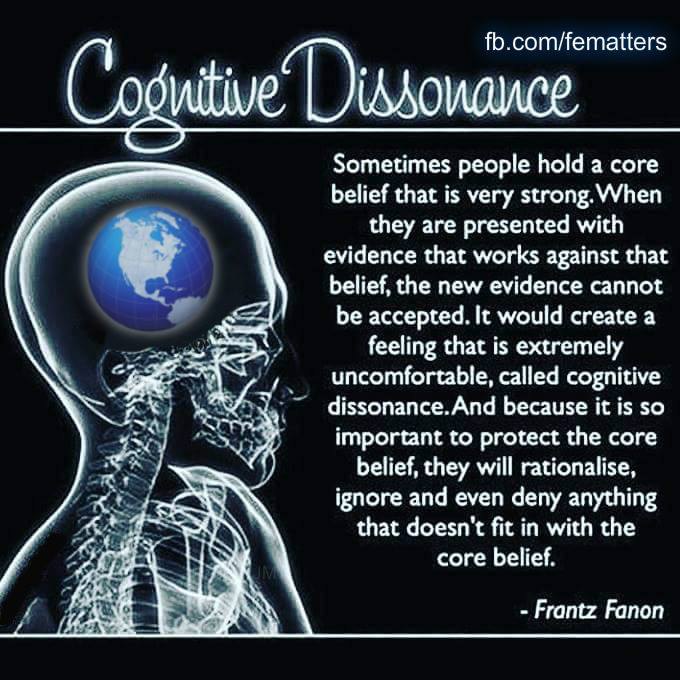 fb.com/fematters
Cognitive Dissonance
Sometimes people hold a core
belief that is very strong.When
they are presented with
evidence that works against that
belief, the new evidence cannot
be accepted. It would create a
feeling that is extremely
uncomfortable, called cognitive
dissonance.And because it is so
important to protect the core
belief, they will rationalise,
ignore and even deny anything
that doesn't fit in with the
core belief.
- Frantz Fanon